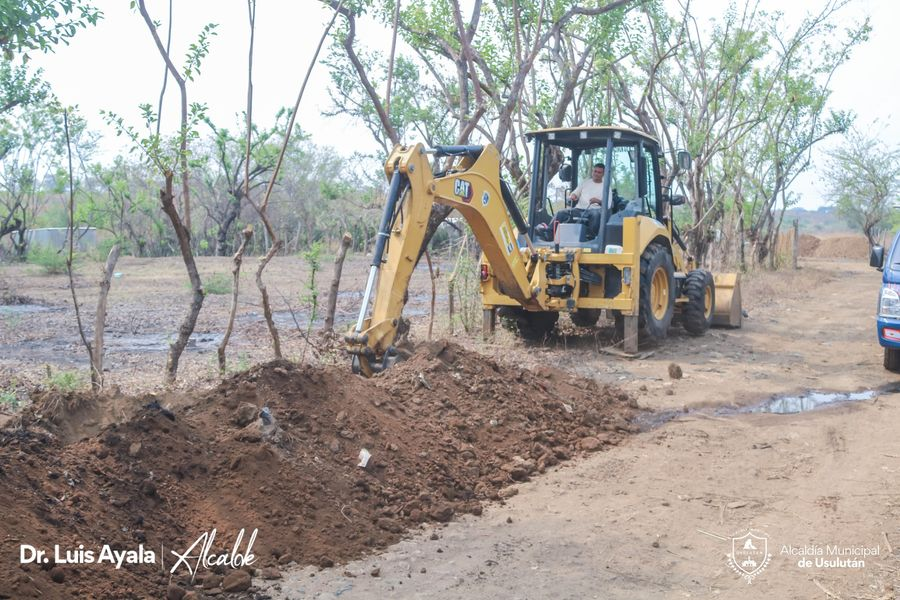 CAT
Dr. Luis Ayala | Alcalde
Alcaldía Municipal
de Usulután